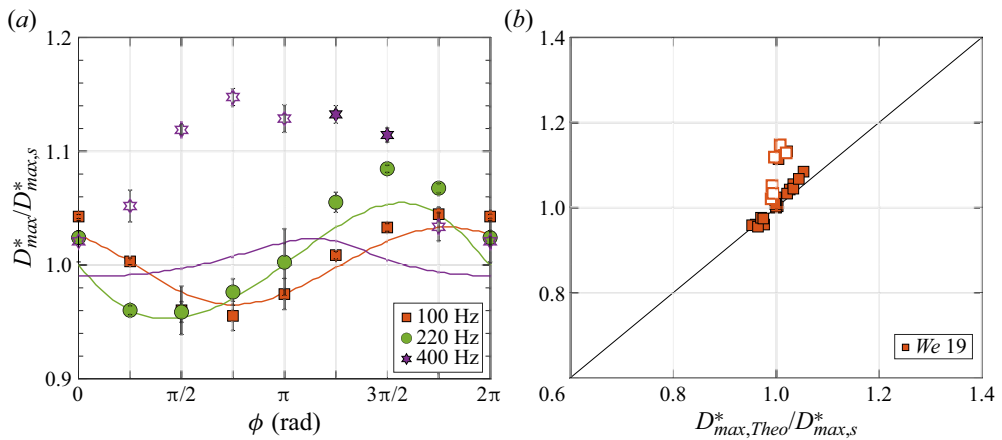 (a)
1.2
1.1
1.0
0.9
D*max/D*max,s
0
π/2
π
3π/2
2π
ϕ (rad)
100 Hz
220 Hz
400 Hz
(b)
1.4
1.2
1.0
0.8
0.6
0.6
0.8
1.0
1.2
1.4
D*max,Theo/D*max,s
We 19